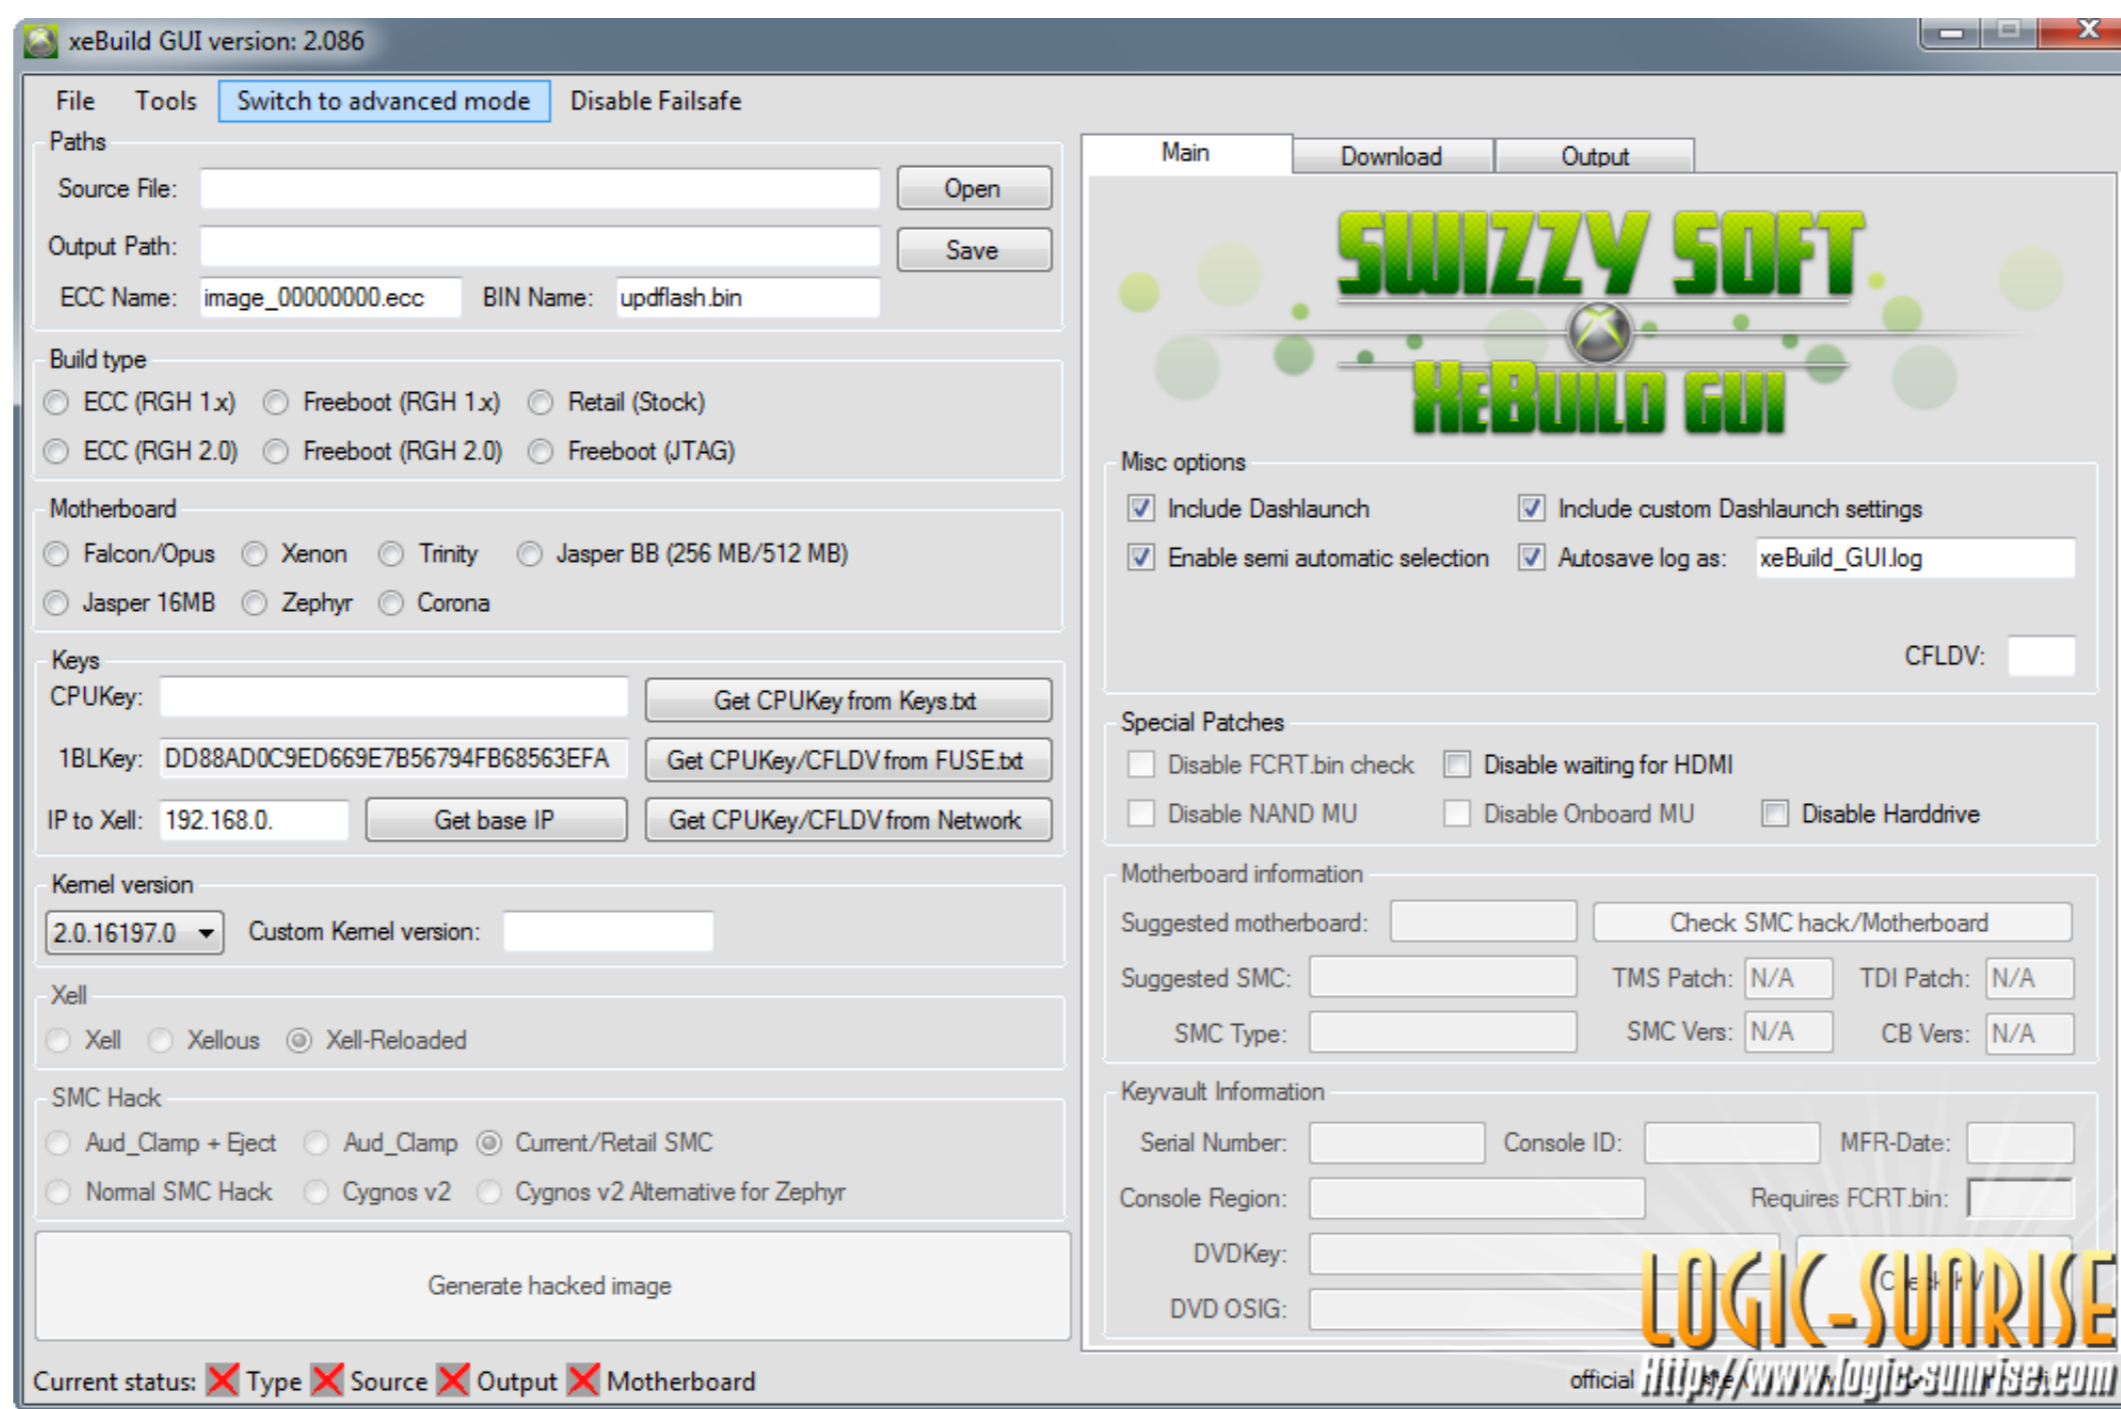 xeBuild GUI version: 2.086
File Tools Switch to advanced mode Disable Failsafe
Paths
Source File: Open
Output Path: Save
ECC Name: image_00000000.ecc BIN Name: updflash.bin
Build type
ECC (RGH 1.x) Freeboot (RGH 1.x) Retail (Stock)
ECC (RGH 2.0) Freeboot (RGH 2.0) Freeboot (JTAG)
Motherboard
Falcon/Opus Xenon Trinity Jasper BB (256 MB/512 MB)
Jasper 16MB Zephyr Corona
Keys
CPUKey: Get CPUKey from Keys.txt
1BLKey: DD88AD0C9ED669E7B56794FB68563EFA Get CPUKey/CFLDV from FUSE.txt
IP to Xell: 192.168.0. Get base IP Get CPUKey/CFLDV from Network
Kernel version
2.0.16197.0 Custom Kernel version:
Xell
Xell Xellous Xell-Reloaded
SMC Hack
Aud_Clamp + Eject Aud_Clamp Current/Retail SMC
Normal SMC Hack Cygnos v2 Cygnos v2 Alternative for Zephyr
Generate hacked image
Current status: Type Source Output Motherboard
Main Download Output
SWIZZY SOFT
XEBUILD GUI
Misc options
Include Dashlaunch Include custom Dashlaunch settings
Enable semi automatic selection Autosave log as: xeBuild_GUI.log
CFLDV:
Special Patches
Disable FCRT.bin check Disable waiting for HDMI
Disable NAND MU Disable Onboard MU Disable Harddrive
Motherboard information
Suggested motherboard: Check SMC hack/Motherboard
Suggested SMC: TMS Patch: N/A TDI Patch: N/A
SMC Type: SMC Vers: N/A CB Vers: N/A
Keyvault Information
Serial Number: Console ID: MFR-Date:
Console Region: Requires FCRT.bin:
DVDKey: Check KV
DVD OSIG:
LOGIC-SUNRISE
official
Http://www.logic-sunrise.com